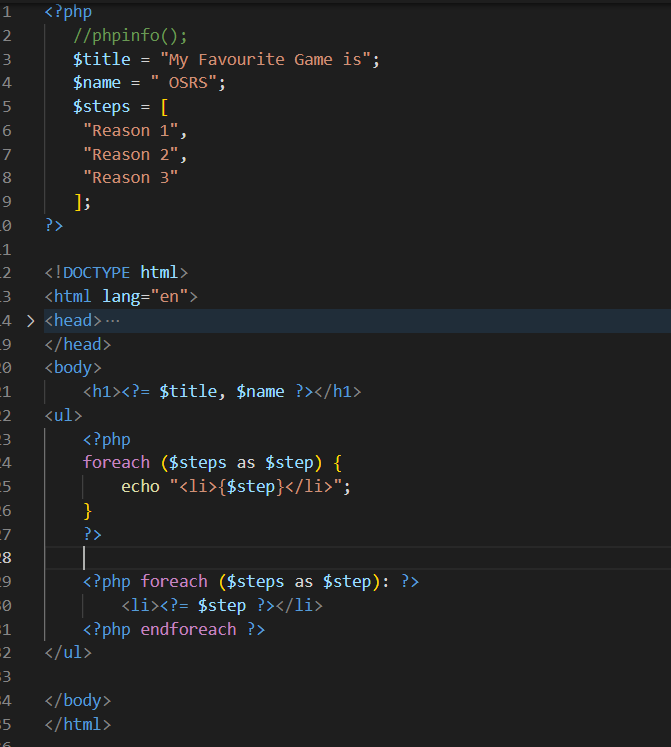 1 <?php
2 //phpinfo();
3 $title = "My Favourite Game is";
4 $name = " OSRS";
5 $steps = [
6 "Reason 1",
7 "Reason 2",
8 "Reason 3"
9 ];
0 ?>
1
2 <!DOCTYPE html>
3 <html lang="en">
4 > <head>···
9 </head>
0 <body>
1 <h1><?= $title, $name ?></h1>
2 <ul>
3 <?php
4 foreach ($steps as $step) {
5 echo "<li>{$step}</li>";
6 }
7 ?>
8
9 <?php foreach ($steps as $step): ?>
0 <li><?= $step ?></li>
1 <?php endforeach ?>
2 </ul>
3
4 </body>
5 </html>